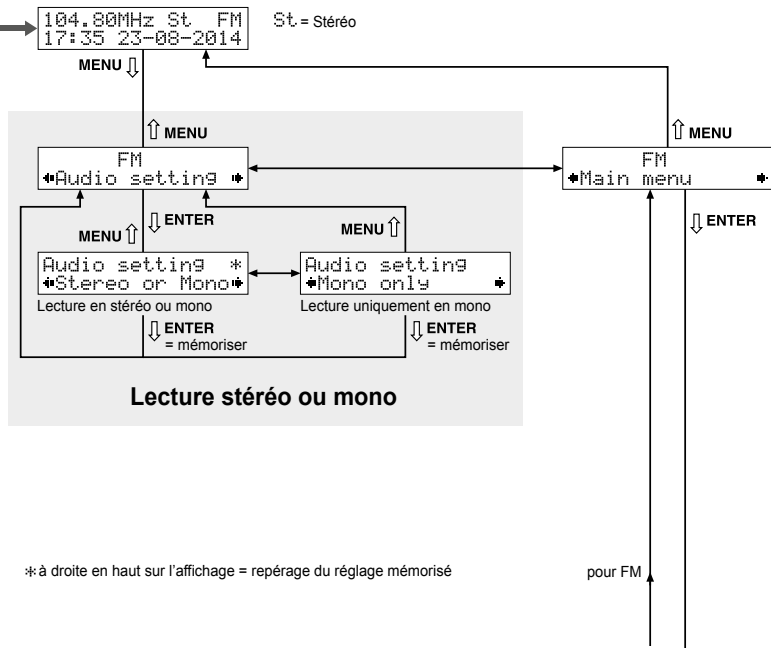 104.80MHz St FM
17:35 23-08-2014
St = Stéréo
MENU
MENU
MENU
FM
Audio setting
FM
Main menu
ENTER
MENU
MENU
ENTER
Audio setting *
Stereo or Mono
Audio setting
Mono only
Lecture en stéréo ou mono
Lecture uniquement en mono
ENTER
= mémoriser
ENTER
= mémoriser
Lecture stéréo ou mono
* à droite en haut sur l’affichage = repérage du réglage mémorisé
pour FM